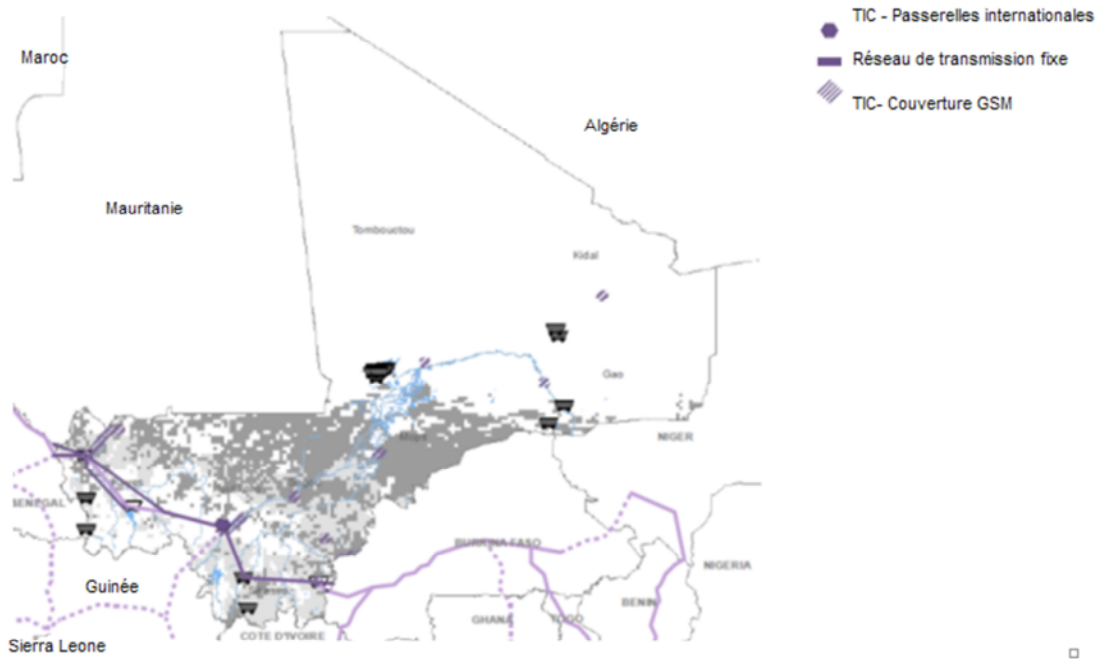 TIC - Passerelles internationales
Réseau de transmission fixe
TIC- Couverture GSM
Maroc
Algérie
Mauritanie
Tombouctou
Kidal
Gao
NIGER
SENEGAL
BURKINA FASO
NIGERIA
Guinée
BENIN
GHANA
TOGO
COTE D'IVOIRE
Sierra Leone